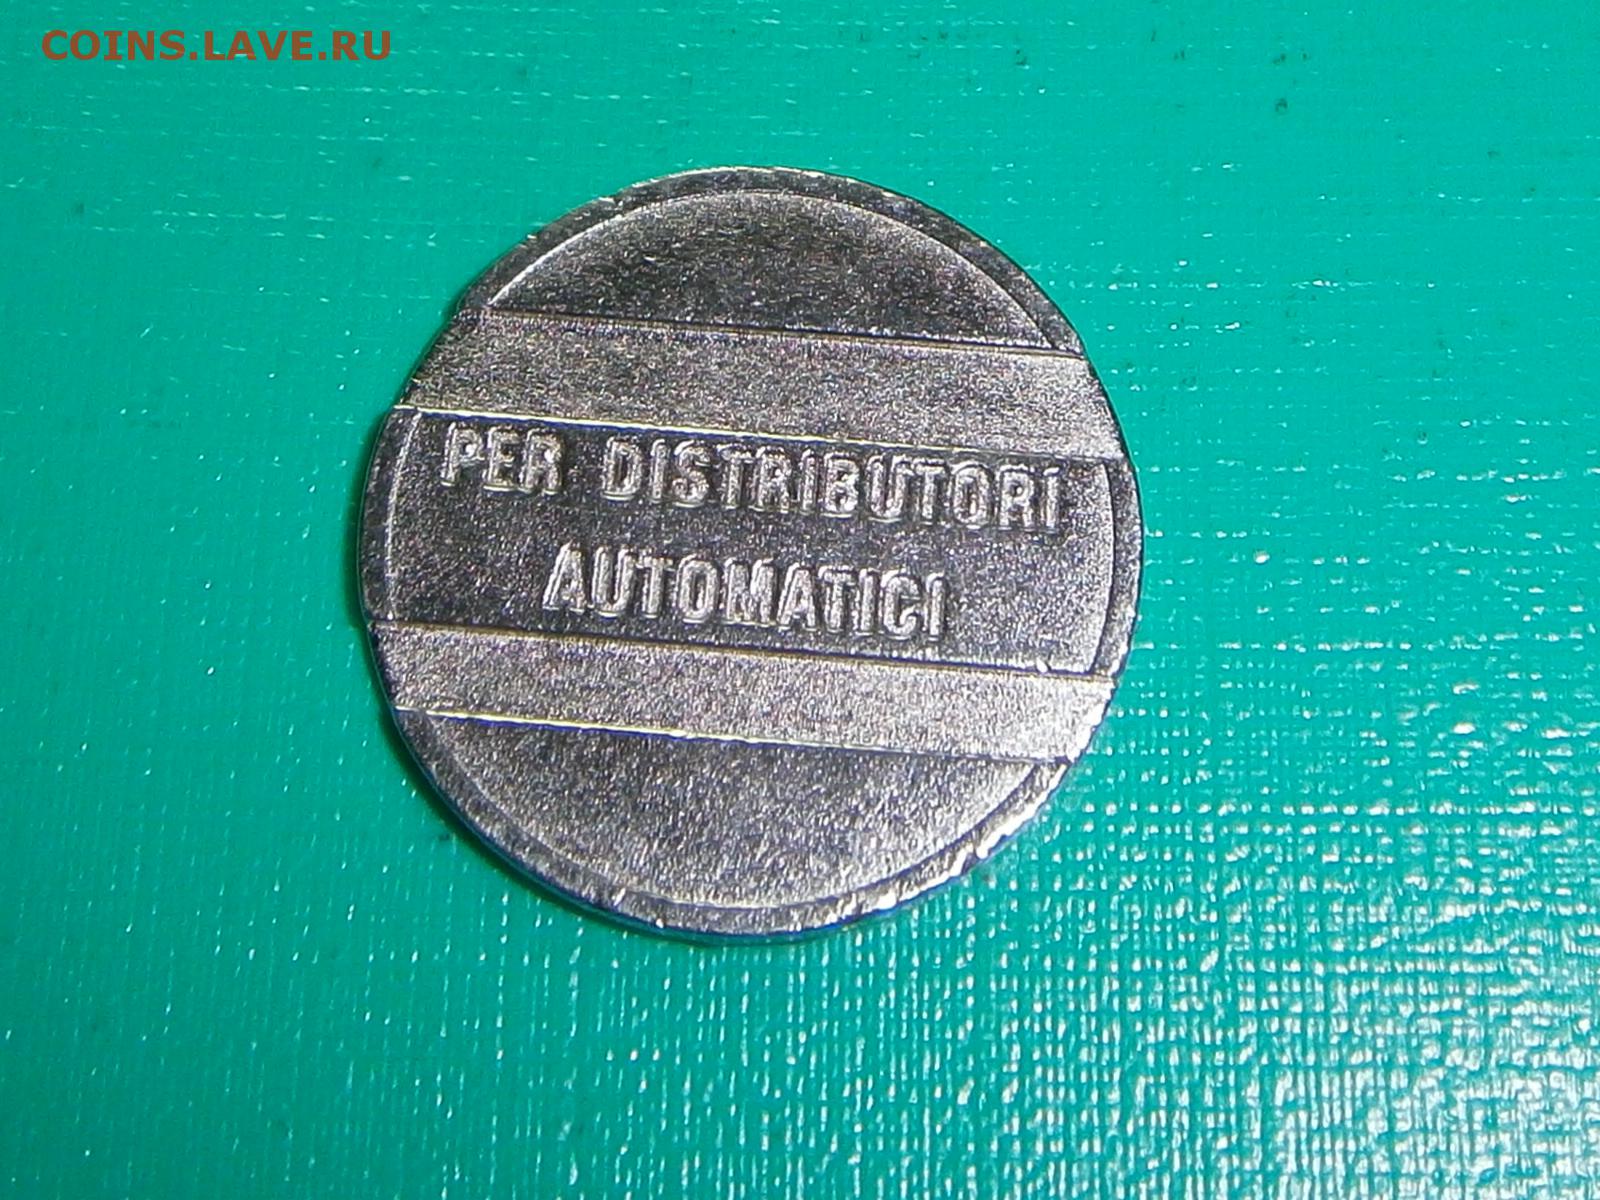 COINS.LAVE.RU
PER DISTRIBUTORI
AUTOMATICI